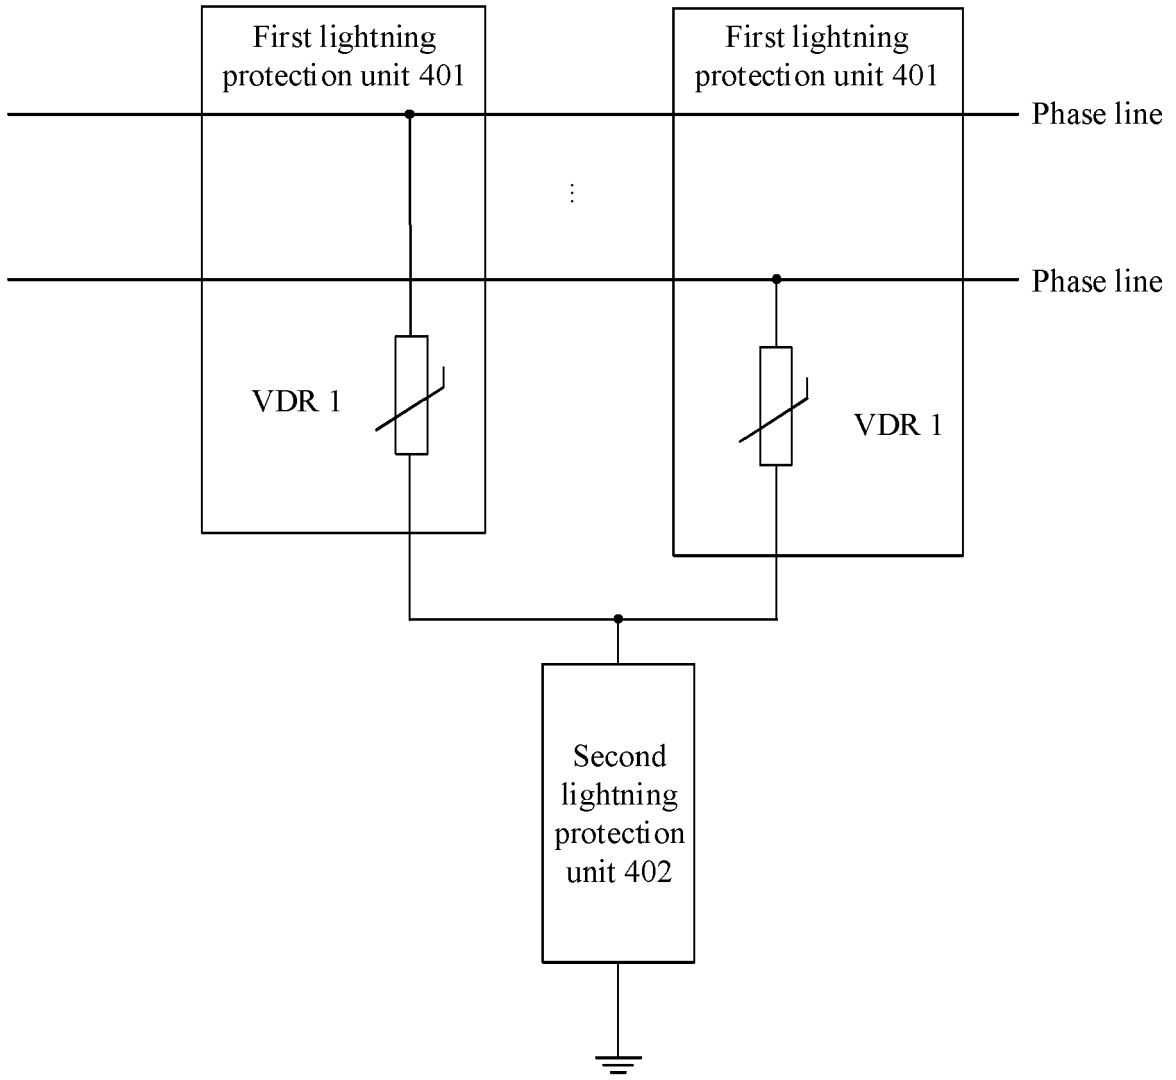 First lightning
protection unit 401
First lightning
protection unit 401
Phase line
Phase line
VDR 1
VDR 1
Second
lightning
protection
unit 402